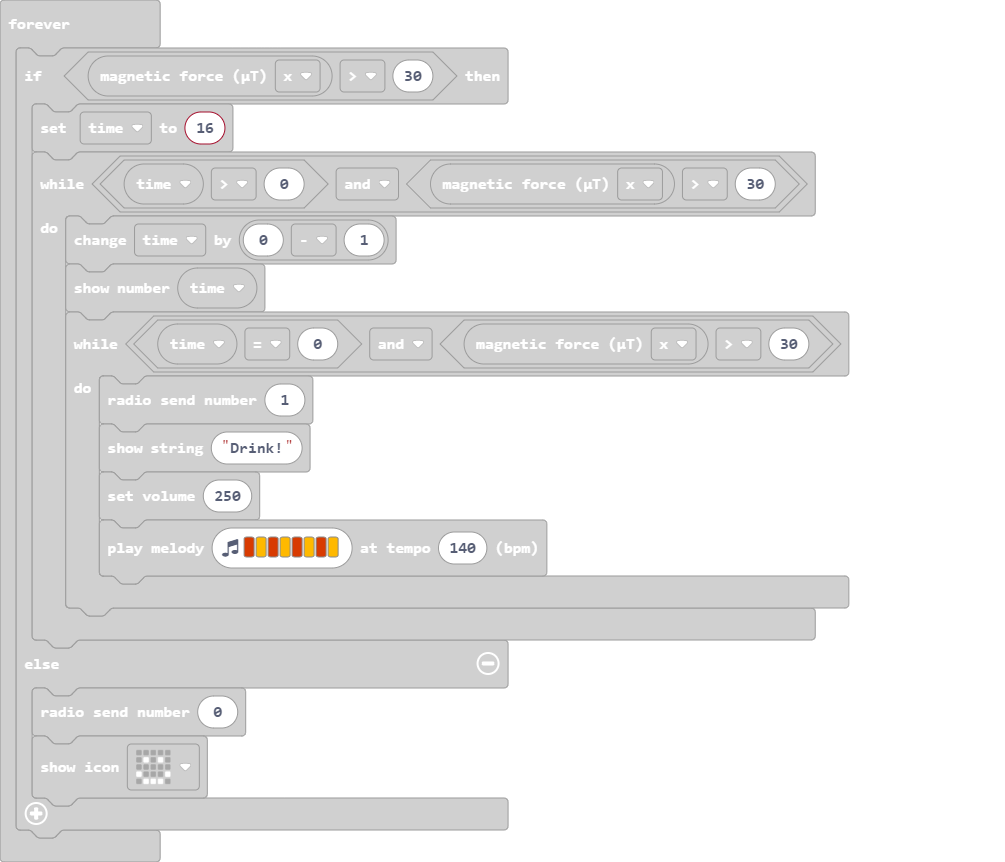 forever
if magnetic force (µT) x > 30 then
set time to 16
while time > 0 and magnetic force (µT) x > 30
do
change time by 0 - 1
show number time
while time = 0 and magnetic force (µT) x > 30
do
radio send number 1
show string "Drink!"
set volume 250
play melody at tempo 140 (bpm)
else
radio send number 0
show icon